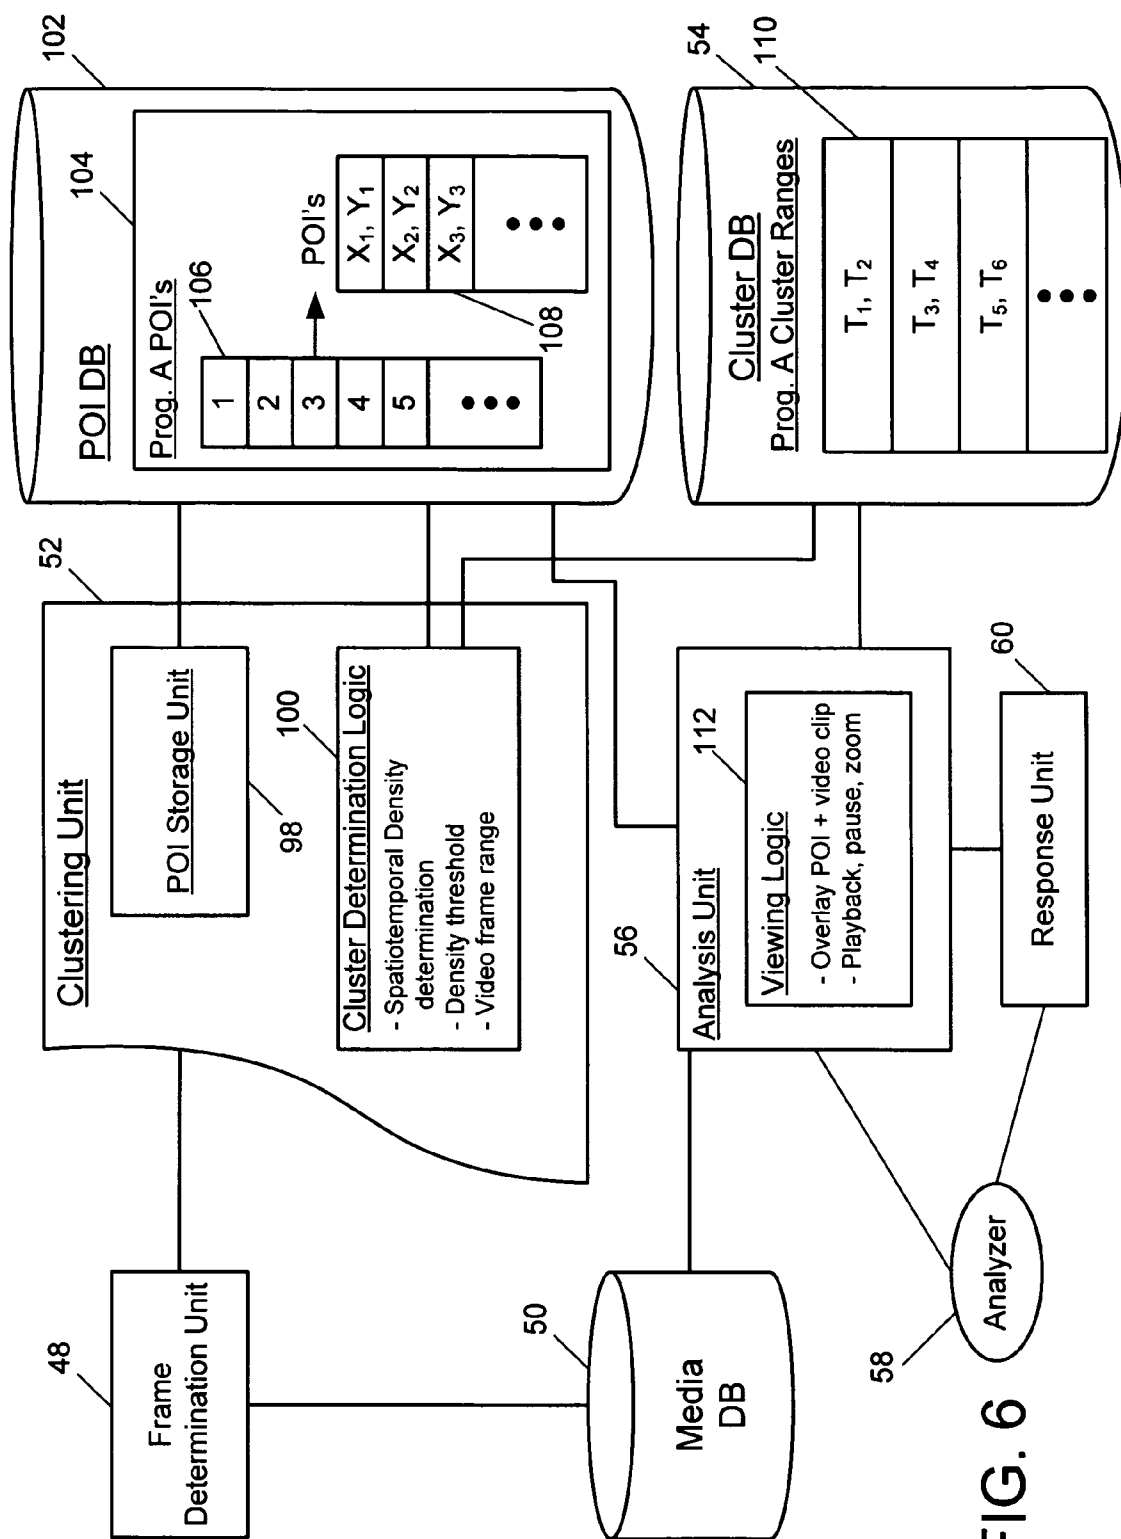 48
Frame
Determination Unit
50
Media
DB
52
Clustering Unit
POI Storage Unit
98
100
Cluster Determination Logic
- Spatiotemporal Density
determination
- Density threshold
- Video frame range
102
POI DB
104
Prog. A POI's
106
1
2
3
4
5
POI's
X₁, Y₁
X₂, Y₂
X₃, Y₃
108
56
Analysis Unit
112
Viewing Logic
- Overlay POI + video clip
- Playback, pause, zoom
54
Cluster DB
Prog. A Cluster Ranges
110
T₁, T₂
T₃, T₄
T₅, T₆
58
Analyzer
60
Response Unit
FIG. 6